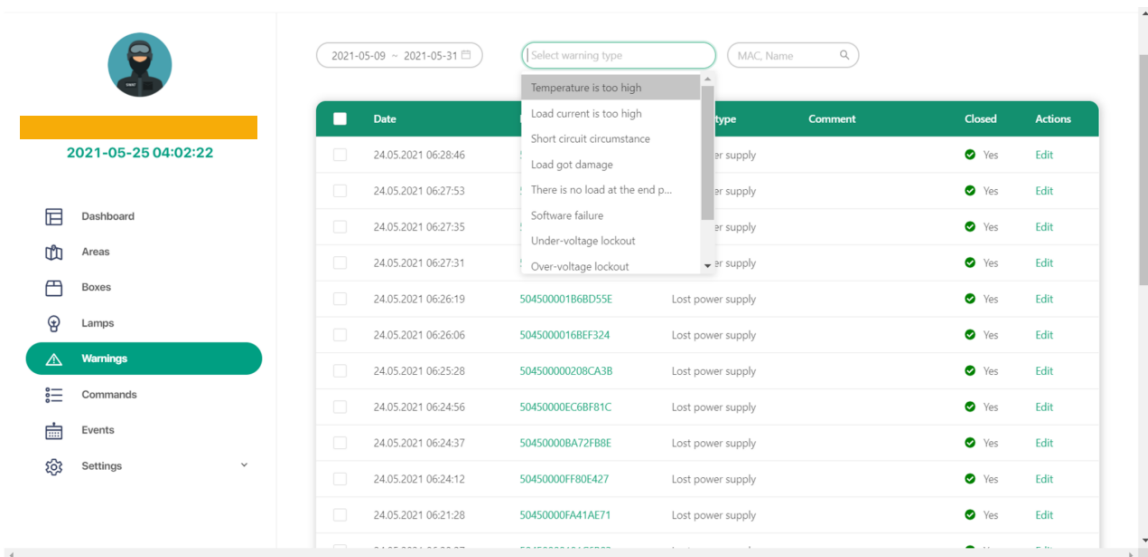 2021-05-09 ~ 2021-05-31
Select warning type
MAC, Name
Temperature is too high
Load current is too high
Short circuit circumstance
Load got damage
There is no load at the end p...
Software failure
Under-voltage lockout
Over-voltage lockout
2021-05-25 04:02:22
Dashboard
Areas
Boxes
Lamps
Warnings
Commands
Events
Settings
Date type Comment Closed Actions
24.05.2021 06:28:46 er supply Yes Edit
24.05.2021 06:27:53 er supply Yes Edit
24.05.2021 06:27:35 er supply Yes Edit
24.05.2021 06:27:31 er supply Yes Edit
24.05.2021 06:26:19 504500001B6BD55E Lost power supply Yes Edit
24.05.2021 06:26:06 504500016BEF324 Lost power supply Yes Edit
24.05.2021 06:25:28 504500000208CA3B Lost power supply Yes Edit
24.05.2021 06:24:56 50450000EC6BF81C Lost power supply Yes Edit
24.05.2021 06:24:37 50450000BA72FB8E Lost power supply Yes Edit
24.05.2021 06:24:12 50450000FF80E427 Lost power supply Yes Edit
24.05.2021 06:21:28 50450000FA41AE71 Lost power supply Yes Edit